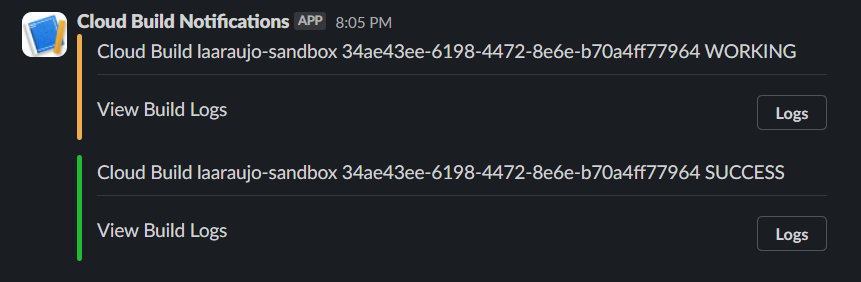 Cloud Build Notifications APP 8:05 PM
Cloud Build laaraujo-sandbox 34ae43ee-6198-4472-8e6e-b70a4ff77964 WORKING
View Build Logs
Logs
Cloud Build laaraujo-sandbox 34ae43ee-6198-4472-8e6e-b70a4ff77964 SUCCESS
View Build Logs
Logs